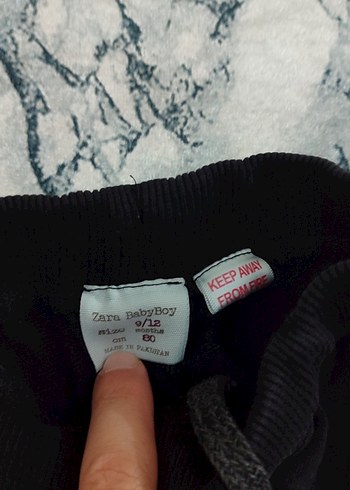 Zara BabyBoy
size 9/12
months
cm 80
MADE IN PAKISTAN
KEEP AWAY
FROM FIRE